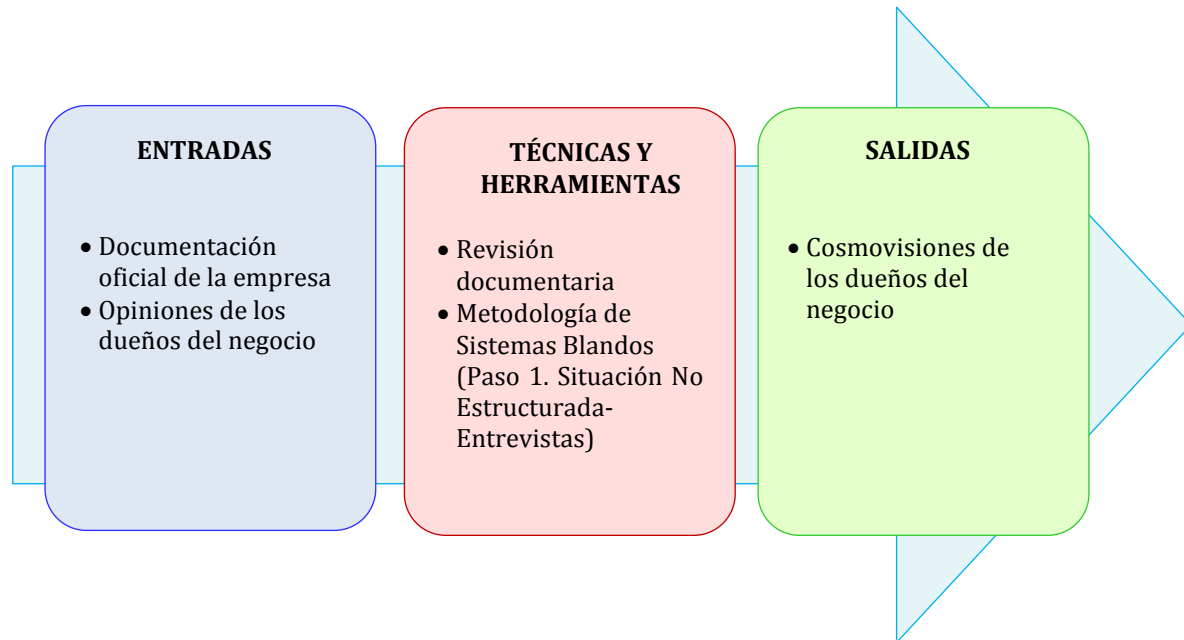 ENTRADAS
• Documentación
oficial de la empresa
• Opiniones de los
dueños del negocio
TÉCNICAS Y
HERRAMIENTAS
• Revisión
documentaria
• Metodología de
Sistemas Blandos
(Paso 1. Situación No
Estructurada-
Entrevistas)
SALIDAS
• Cosmovisiones de
los dueños del
negocio